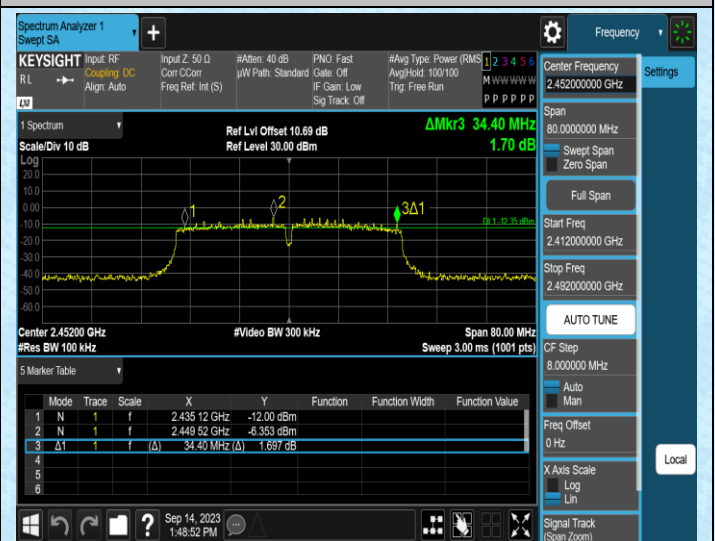 Spectrum Analyzer 1
Swept SA
+
Frequency
KEYSIGHT
RL
LXI
Input: RF
Coupling: DC
Align: Auto
Input Z: 50 Ω
Corr CCorr
Freq Ref: Int (S)
#Atten: 40 dB
µW Path: Standard
PNO: Fast
Gate: Off
IF Gain: Low
Sig Track: Off
#Avg Type: Power (RMS
Avg|Hold: 100/100
Trig: Free Run
1 2 3 4 5 6
M W W W W W
P P P P P P
1 Spectrum
Scale/Div 10 dB
Log
Ref Lvl Offset 10.69 dB
Ref Level 30.00 dBm
ΔMkr3 34.40 MHz
1.70 dB
20.0
10.0
0.00
-10.0
-20.0
-30.0
-40.0
-50.0
-60.0
1
2
3Δ1
DL1 -12.35 dBm
Center 2.45200 GHz
#Res BW 100 kHz
#Video BW 300 kHz
Span 80.00 MHz
Sweep 3.00 ms (1001 pts)
5 Marker Table
Mode Trace Scale X Y Function Function Width Function Value
1 N 1 f 2.435 12 GHz -12.00 dBm
2 N 1 f 2.449 52 GHz -6.353 dBm
3 Δ1 1 f (Δ) 34.40 MHz (Δ) 1.697 dB
4
5
6
Sep 14, 2023
1:48:52 PM
?
Center Frequency
2.452000000 GHz
Span
80.0000000 MHz
Swept Span
Zero Span
Full Span
Start Freq
2.412000000 GHz
Stop Freq
2.492000000 GHz
AUTO TUNE
CF Step
8.000000 MHz
Auto
Man
Freq Offset
0 Hz
X Axis Scale
Log
Lin
Signal Track
(Span Zoom)
Settings
Local